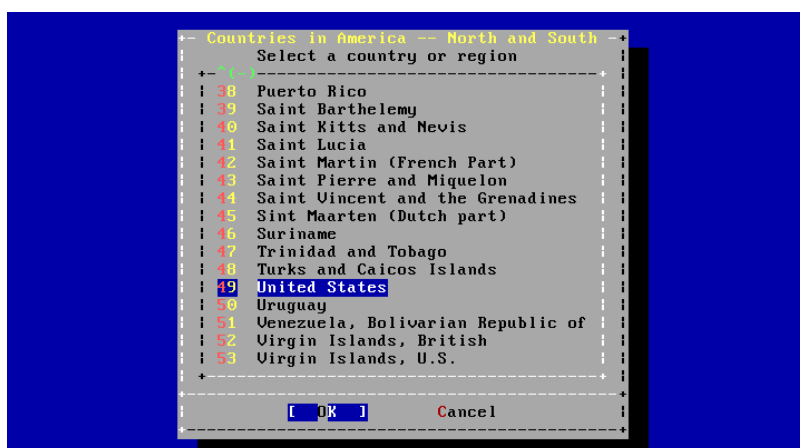 Countries in America -- North and South
Select a country or region
^(-)
38 Puerto Rico
39 Saint Barthelemy
40 Saint Kitts and Nevis
41 Saint Lucia
42 Saint Martin (French Part)
43 Saint Pierre and Miquelon
44 Saint Vincent and the Grenadines
45 Sint Maarten (Dutch part)
46 Suriname
47 Trinidad and Tobago
48 Turks and Caicos Islands
49 United States
50 Uruguay
51 Venezuela, Bolivarian Republic of
52 Virgin Islands, British
53 Virgin Islands, U.S.
[ OK ] Cancel